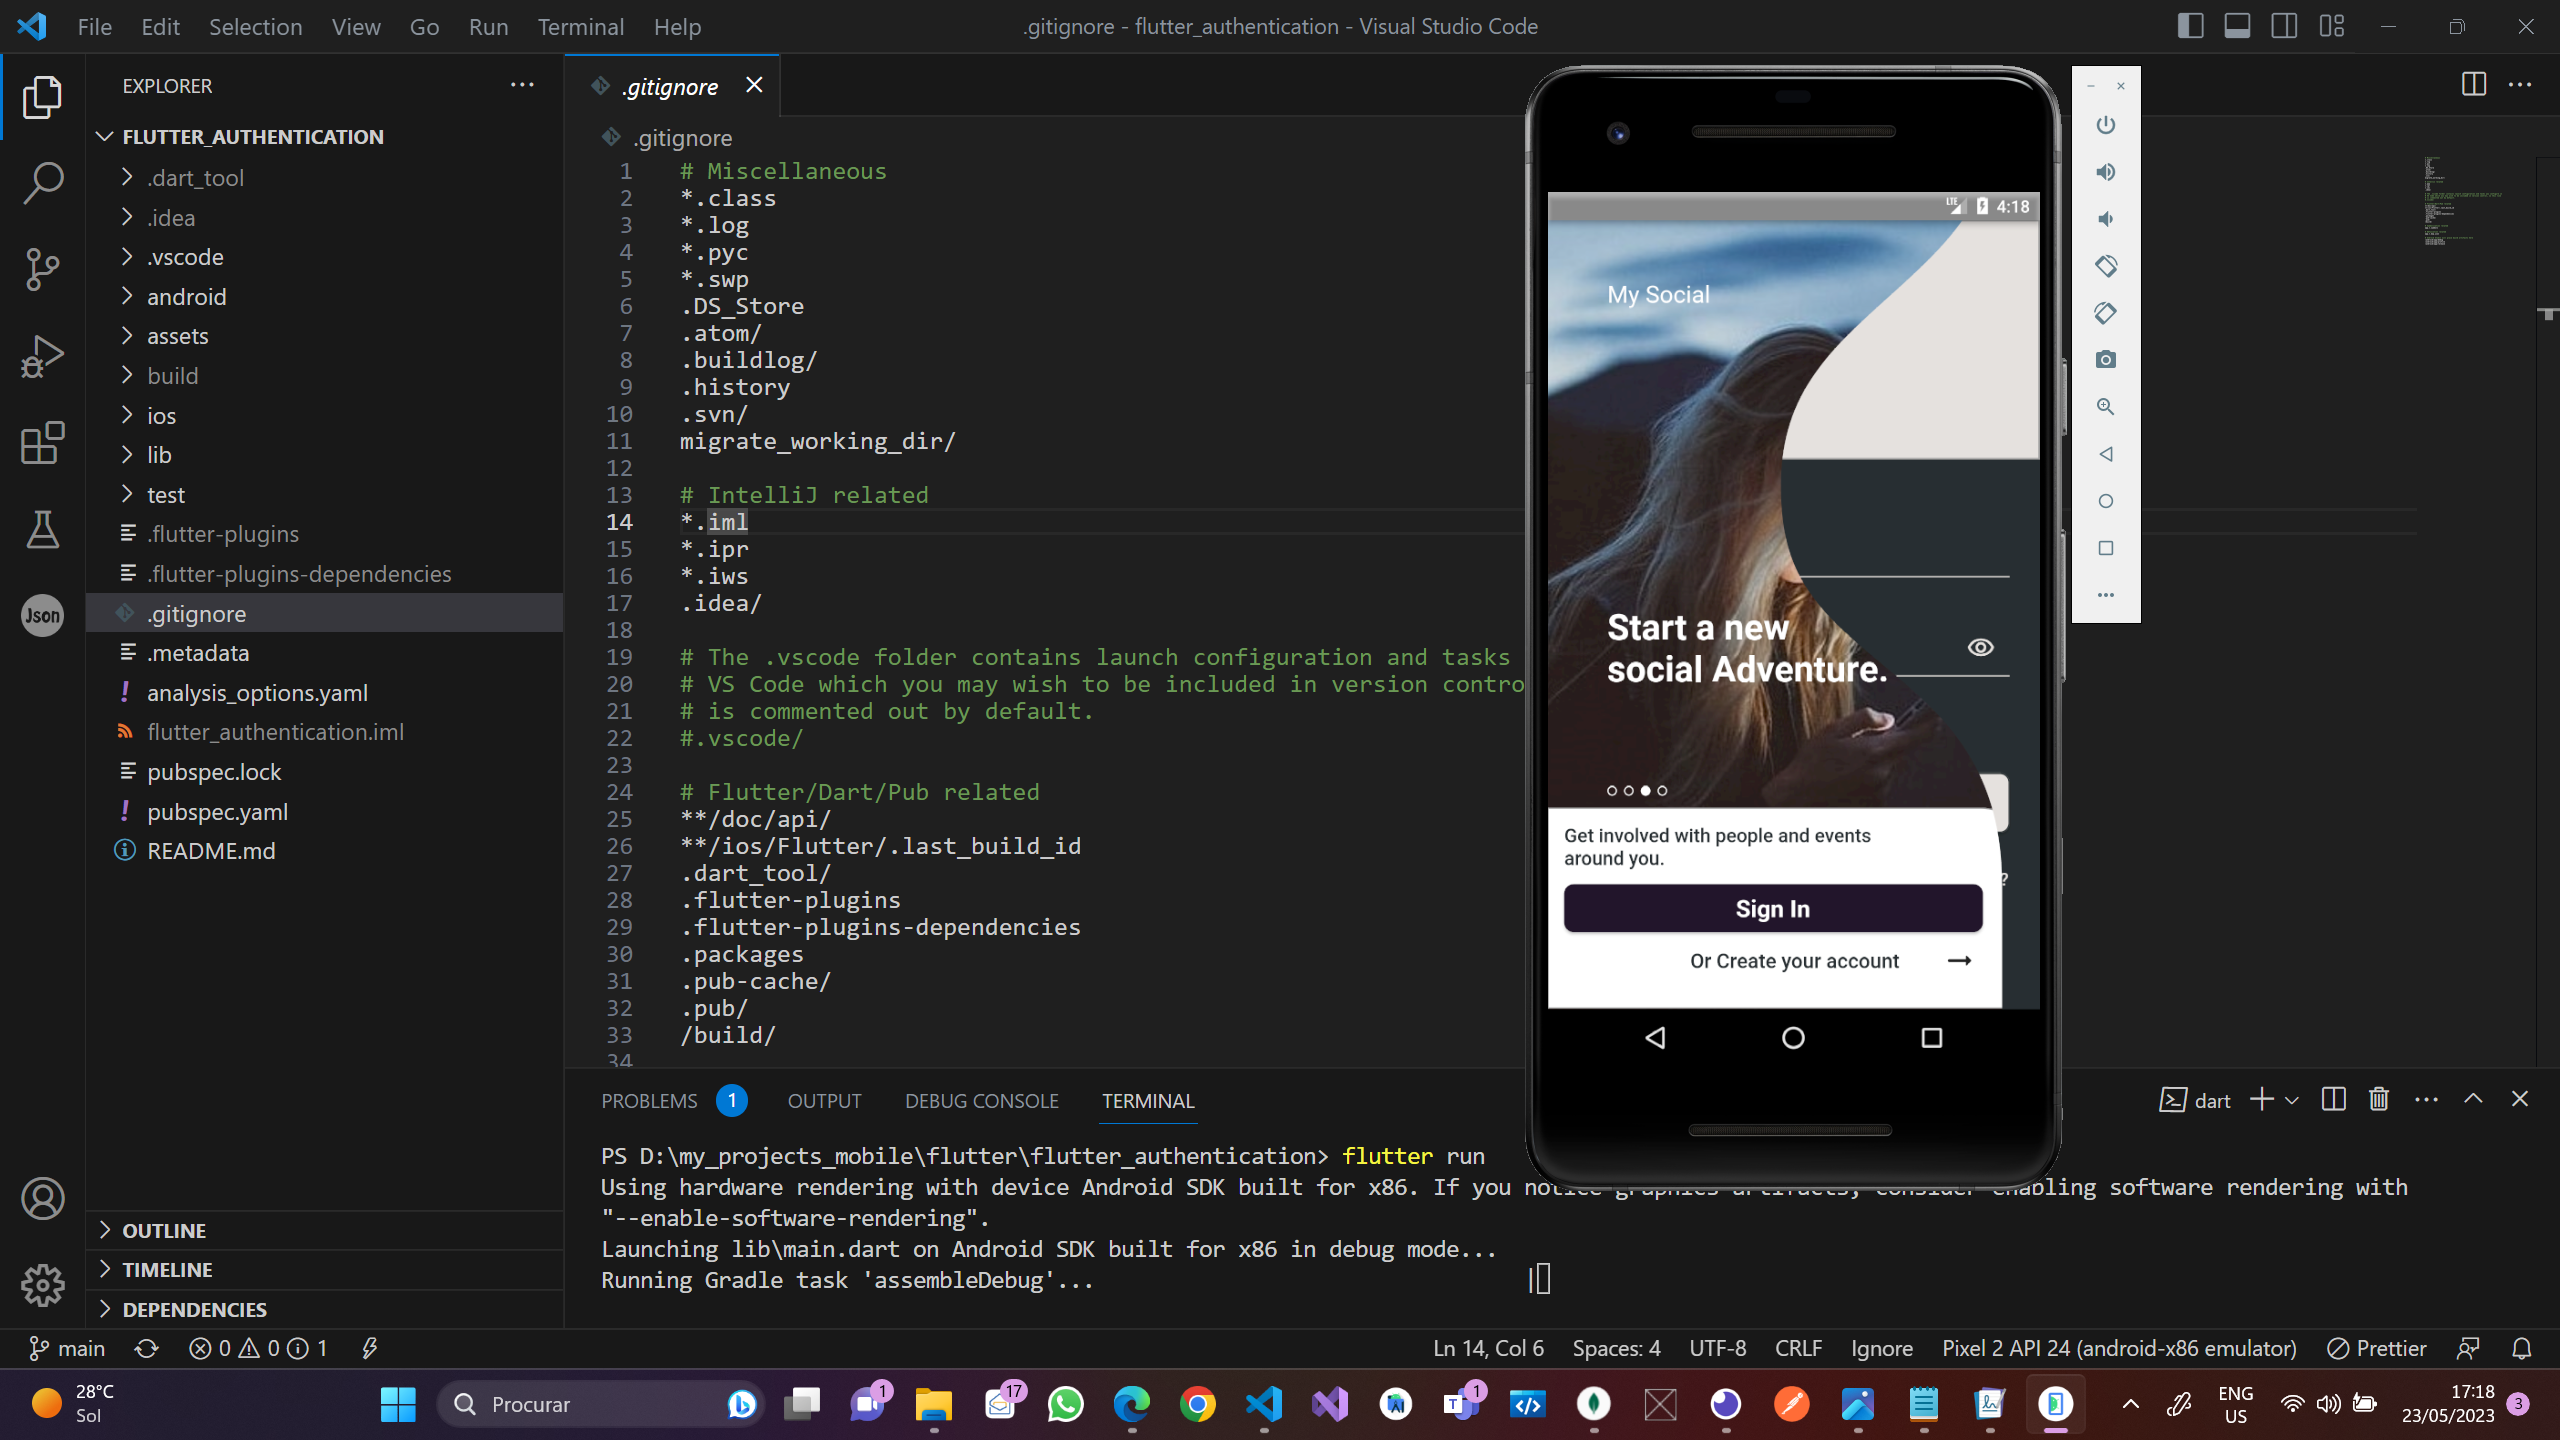 File Edit Selection View Go Run Terminal Help
.gitignore - flutter_authentication - Visual Studio Code
EXPLORER
FLUTTER_AUTHENTICATION
.dart_tool
.idea
.vscode
android
assets
build
ios
lib
test
.flutter-plugins
.flutter-plugins-dependencies
.gitignore
.metadata
analysis_options.yaml
flutter_authentication.iml
pubspec.lock
pubspec.yaml
README.md
OUTLINE
TIMELINE
DEPENDENCIES
Json
.gitignore
.gitignore
1 # Miscellaneous
2 *.class
3 *.log
4 *.pyc
5 *.swp
6 .DS_Store
7 .atom/
8 .buildlog/
9 .history
10 .svn/
11 migrate_working_dir/
12
13 # IntelliJ related
14 *.iml
15 *.ipr
16 *.iws
17 .idea/
18
19 # The .vscode folder contains launch configuration and tasks
20 # VS Code which you may wish to be included in version contro
21 # is commented out by default.
22 #.vscode/
23
24 # Flutter/Dart/Pub related
25 **/doc/api/
26 **/ios/Flutter/.last_build_id
27 .dart_tool/
28 .flutter-plugins
29 .flutter-plugins-dependencies
30 .packages
31 .pub-cache/
32 .pub/
33 /build/
34
LTE 4:18
My Social
Start a new
social Adventure.
Get involved with people and events
around you.
?
Sign In
Or Create your account
PROBLEMS 1 OUTPUT DEBUG CONSOLE TERMINAL
dart
PS D:\my_projects_mobile\flutter\flutter_authentication> flutter run
Using hardware rendering with device Android SDK built for x86. If you notice graphics artifacts, consider enabling software rendering with
"--enable-software-rendering".
Launching lib\main.dart on Android SDK built for x86 in debug mode...
Running Gradle task 'assembleDebug'... |
main 0 0 1
Ln 14, Col 6 Spaces: 4 UTF-8 CRLF Ignore Pixel 2 API 24 (android-x86 emulator) Prettier
28°C
Sol
Procurar
1
17
1
ENG
US
17:18
23/05/2023
3